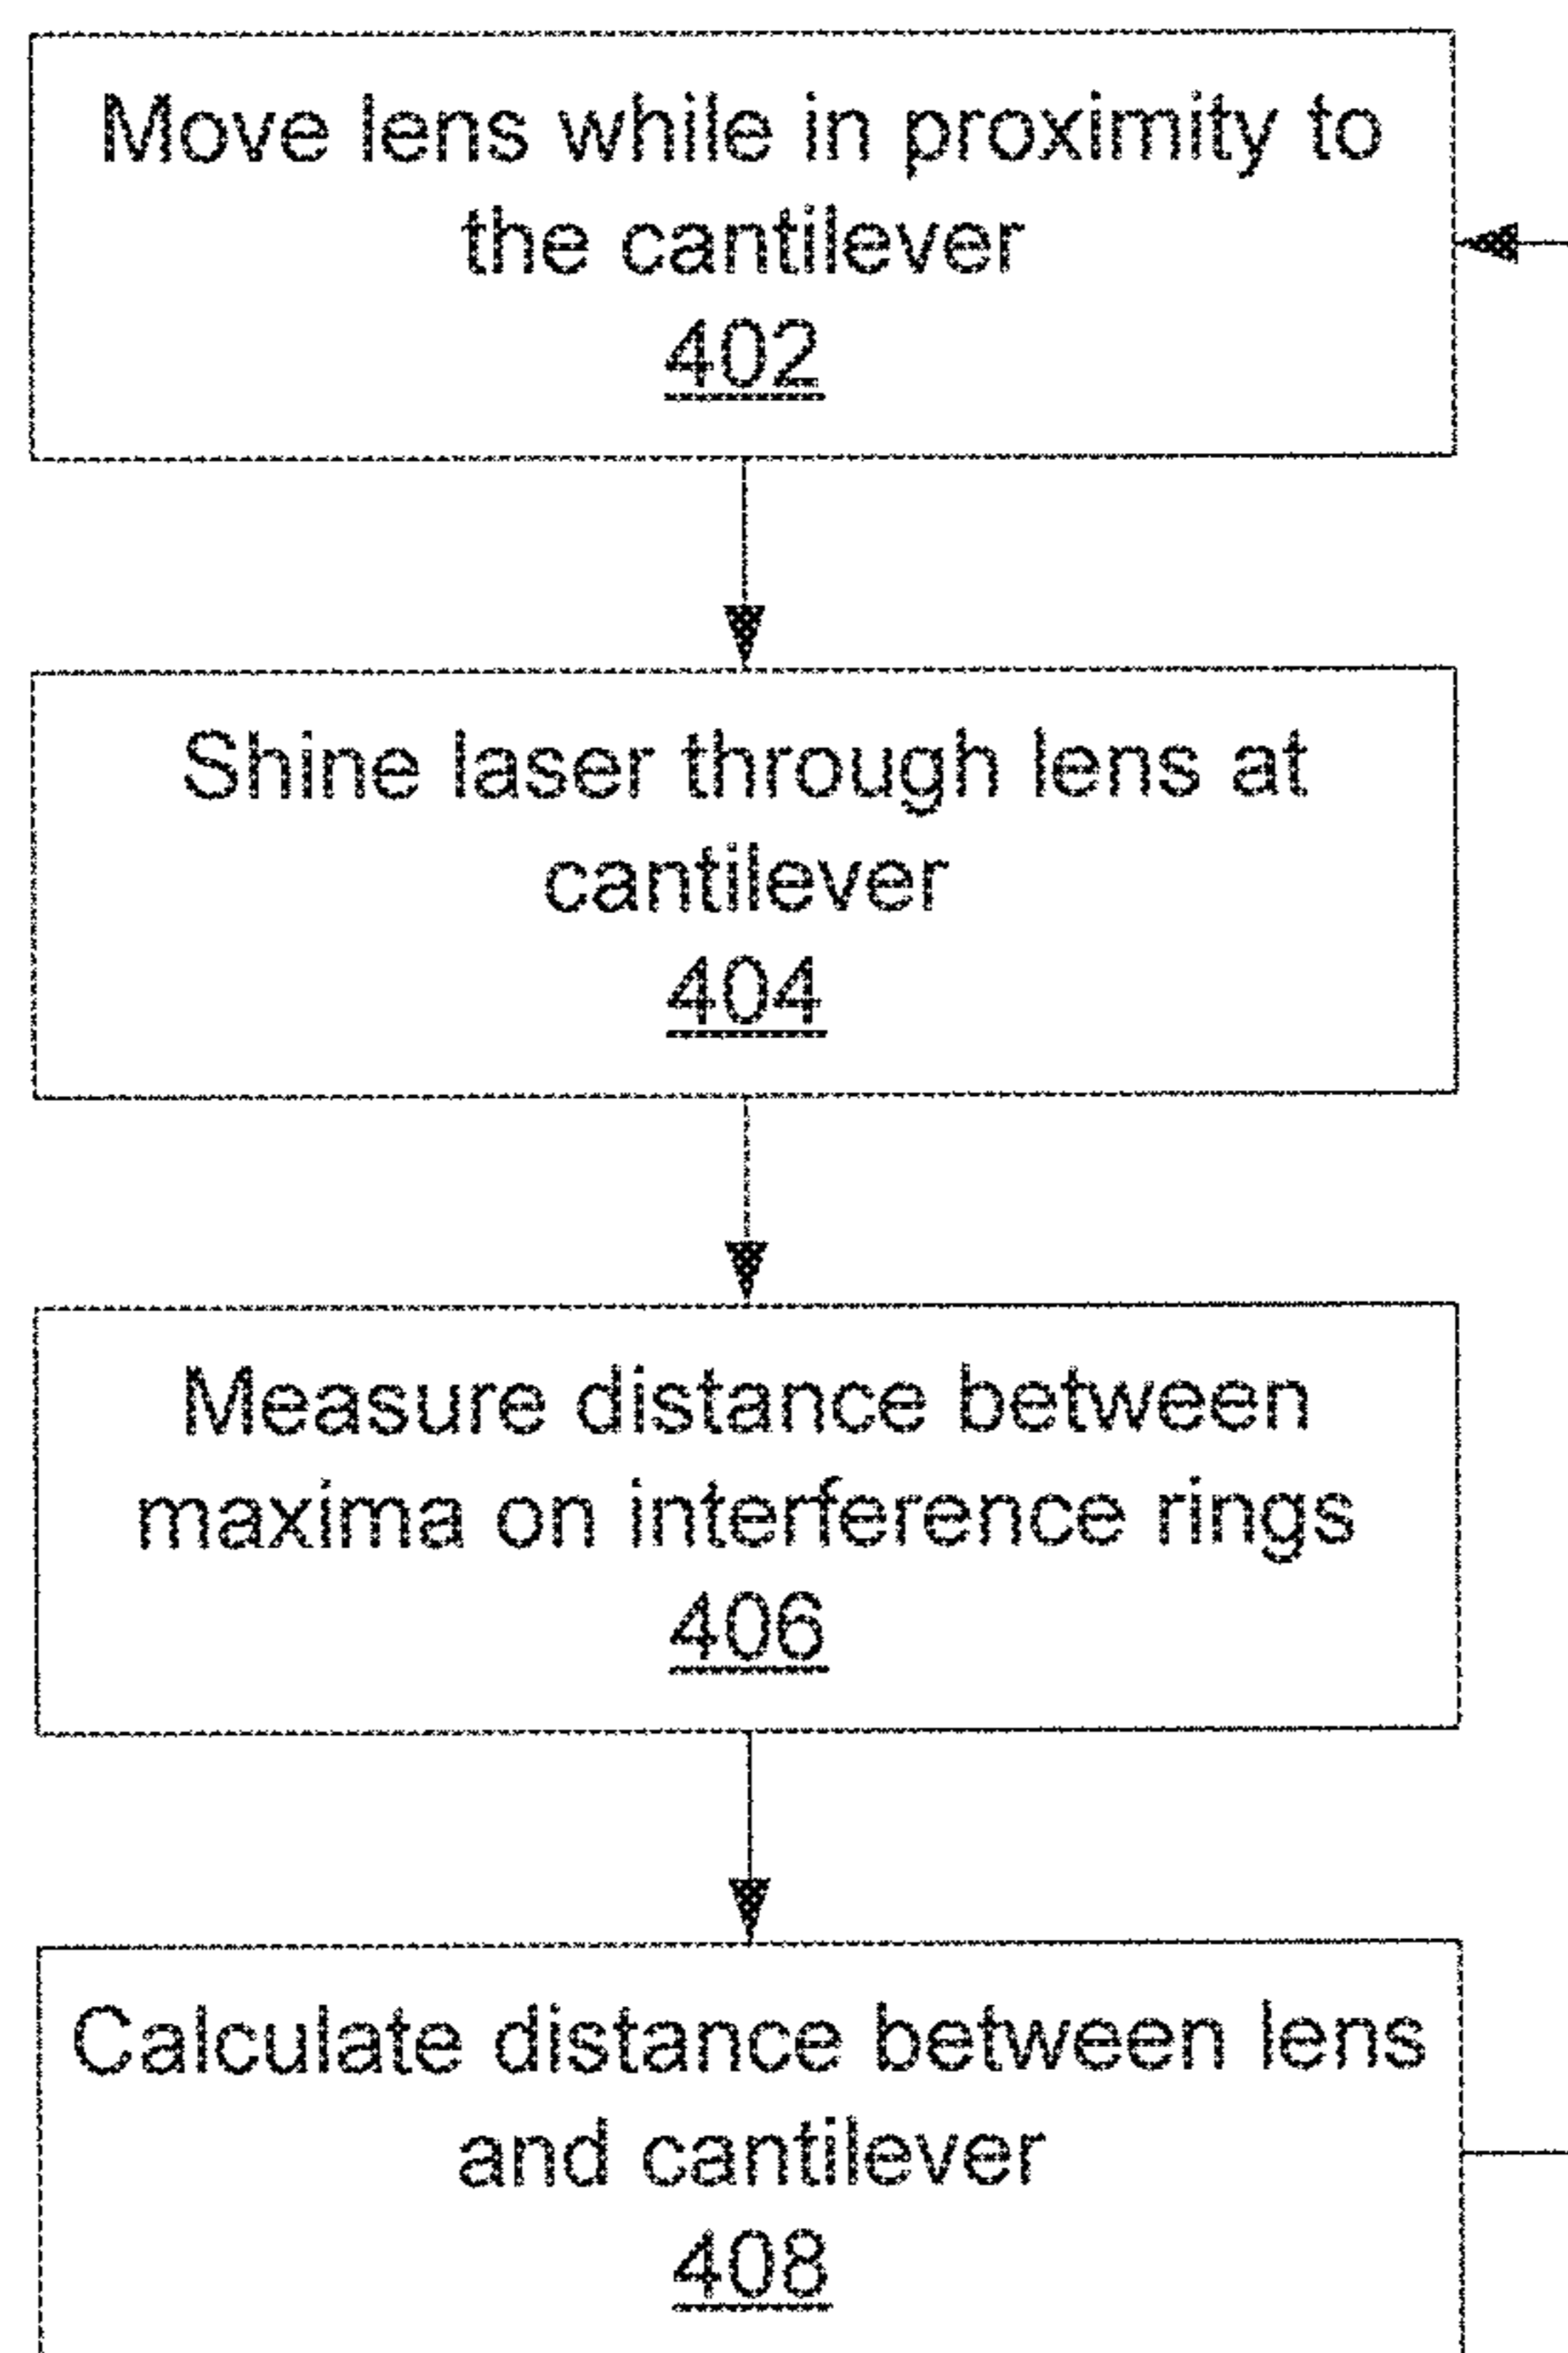 Move lens while in proximity to
the cantilever
402
Shine laser through lens at
cantilever
404
Measure distance between
maxima on interference rings
406
Calculate distance between lens
and cantilever
408